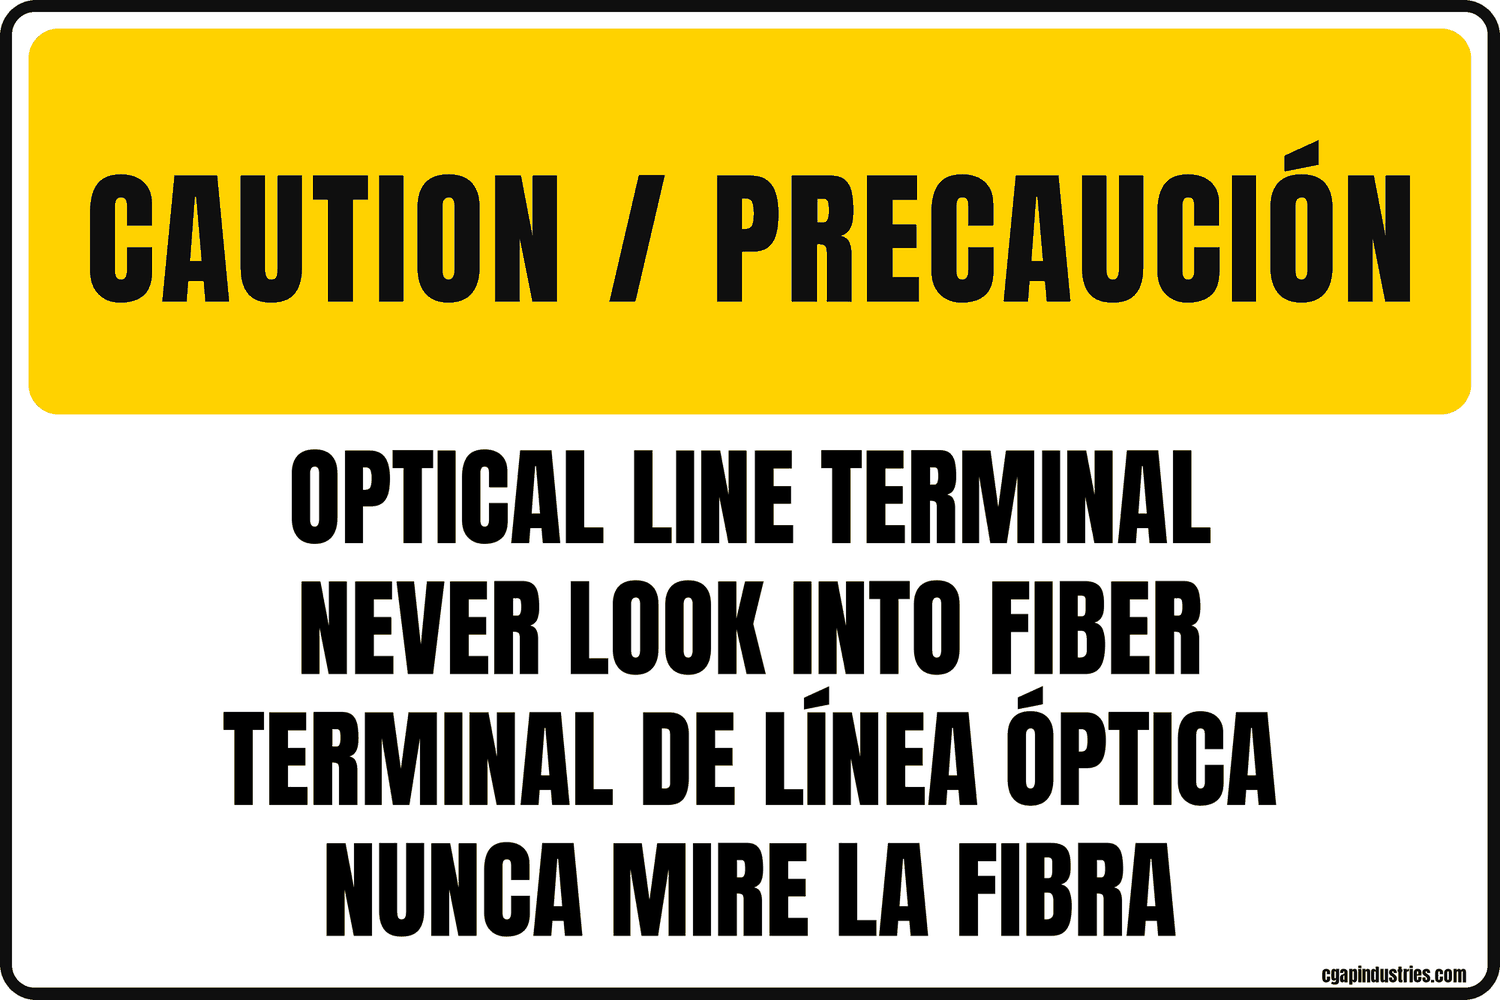 CAUTION / PRECAUCIÓN
OPTICAL LINE TERMINAL
NEVER LOOK INTO FIBER
TERMINAL DE LÍNEA ÓPTICA
NUNCA MIRE LA FIBRA
cgapindustries.com